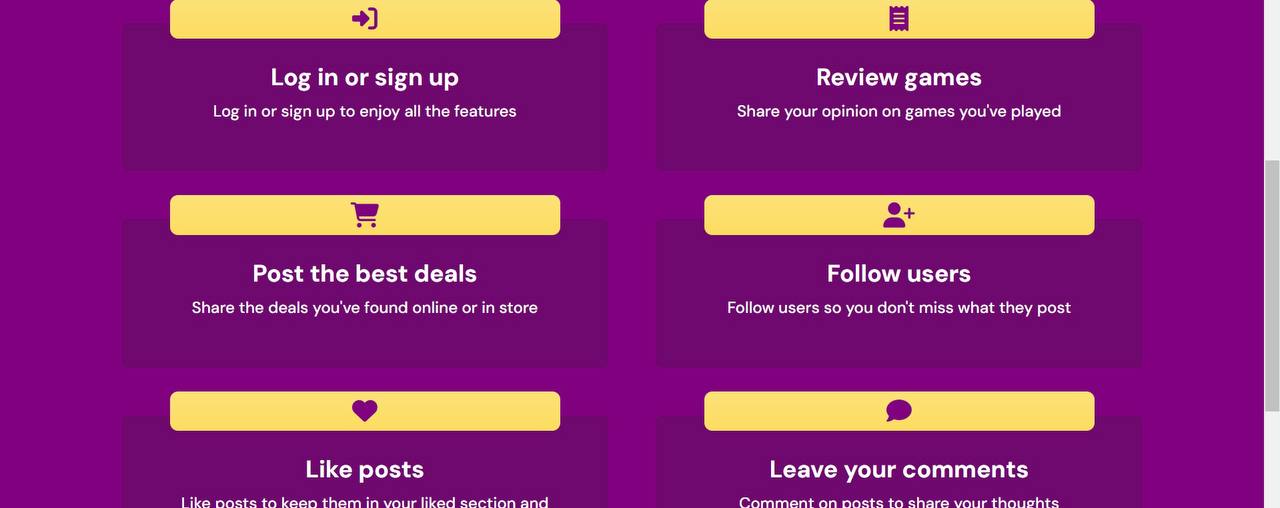 Log in or sign up
Log in or sign up to enjoy all the features
Review games
Share your opinion on games you've played
Post the best deals
Share the deals you've found online or in store
Follow users
Follow users so you don't miss what they post
Like posts
Like posts to keep them in your liked section and
Leave your comments
Comment on posts to share your thoughts